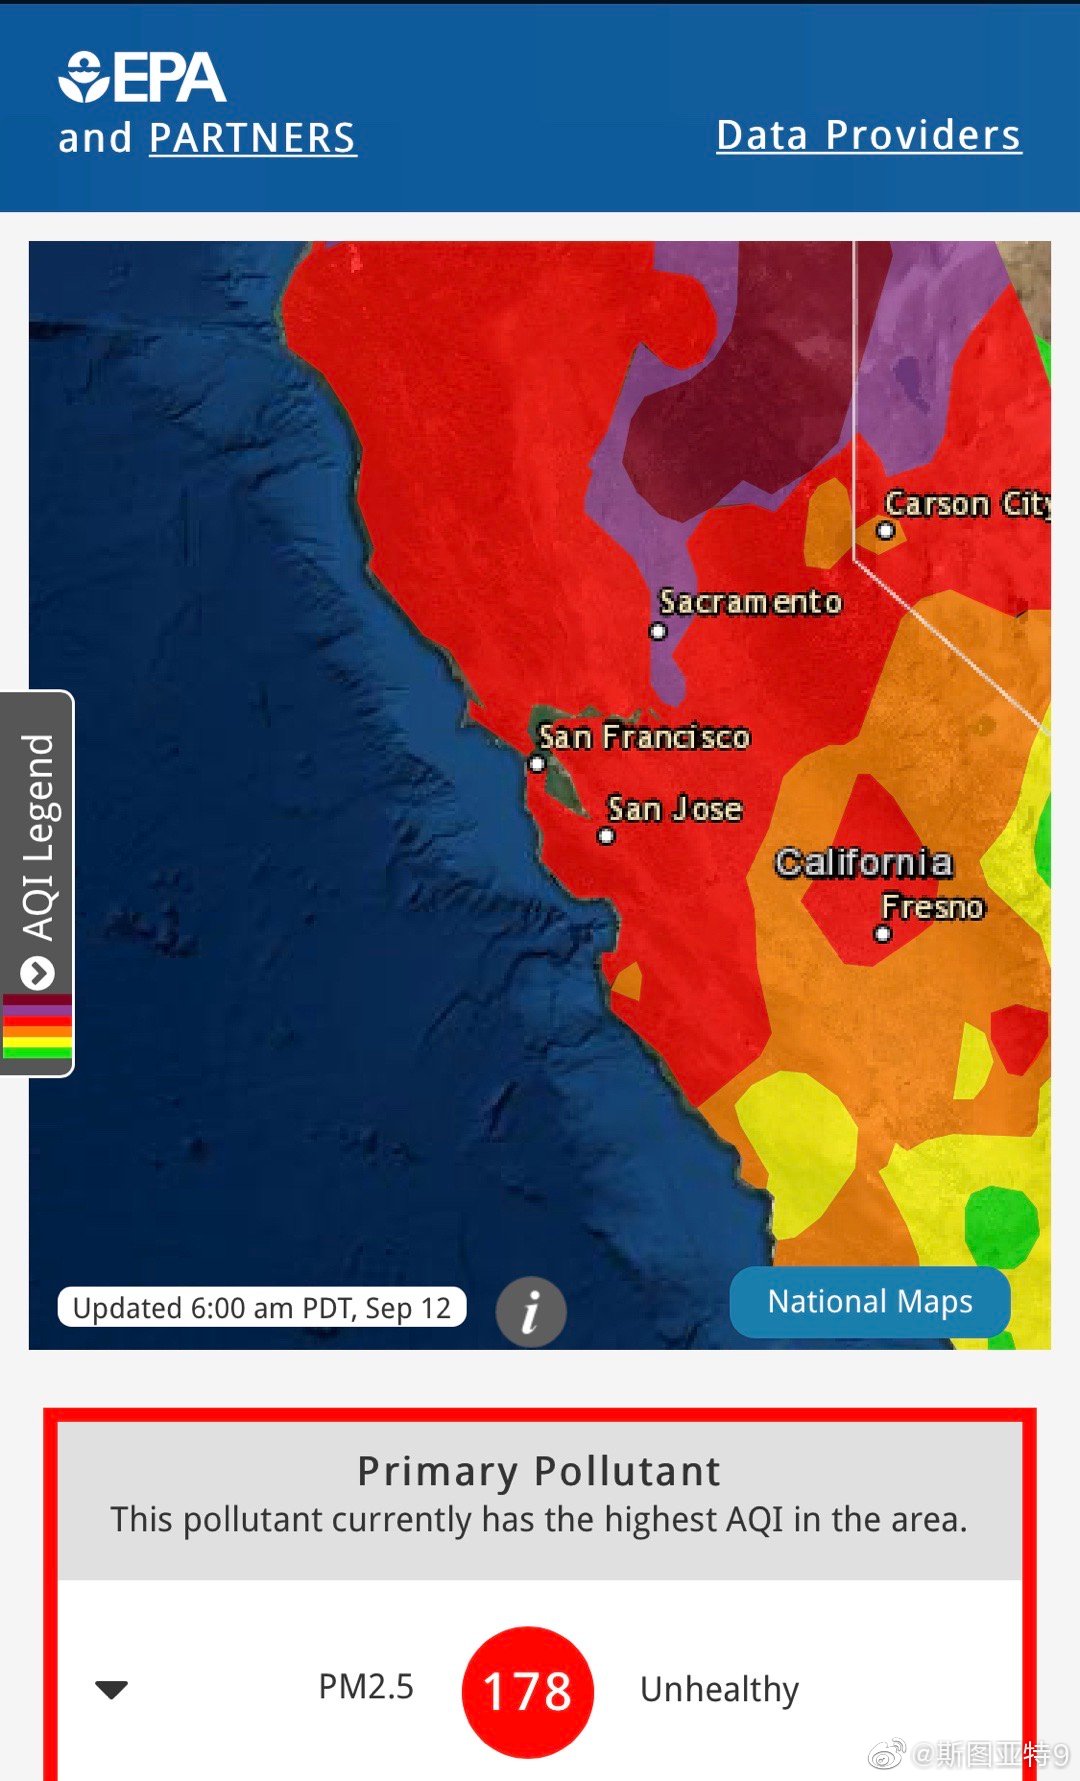 EPA
and PARTNERS
Data Providers
Carson City
Sacramento
San Francisco
San Jose
California
Fresno
AQI Legend
Updated 6:00 am PDT, Sep 12
i
National Maps
Primary Pollutant
This pollutant currently has the highest AQI in the area.
PM2.5
178
Unhealthy
@斯图亚特9